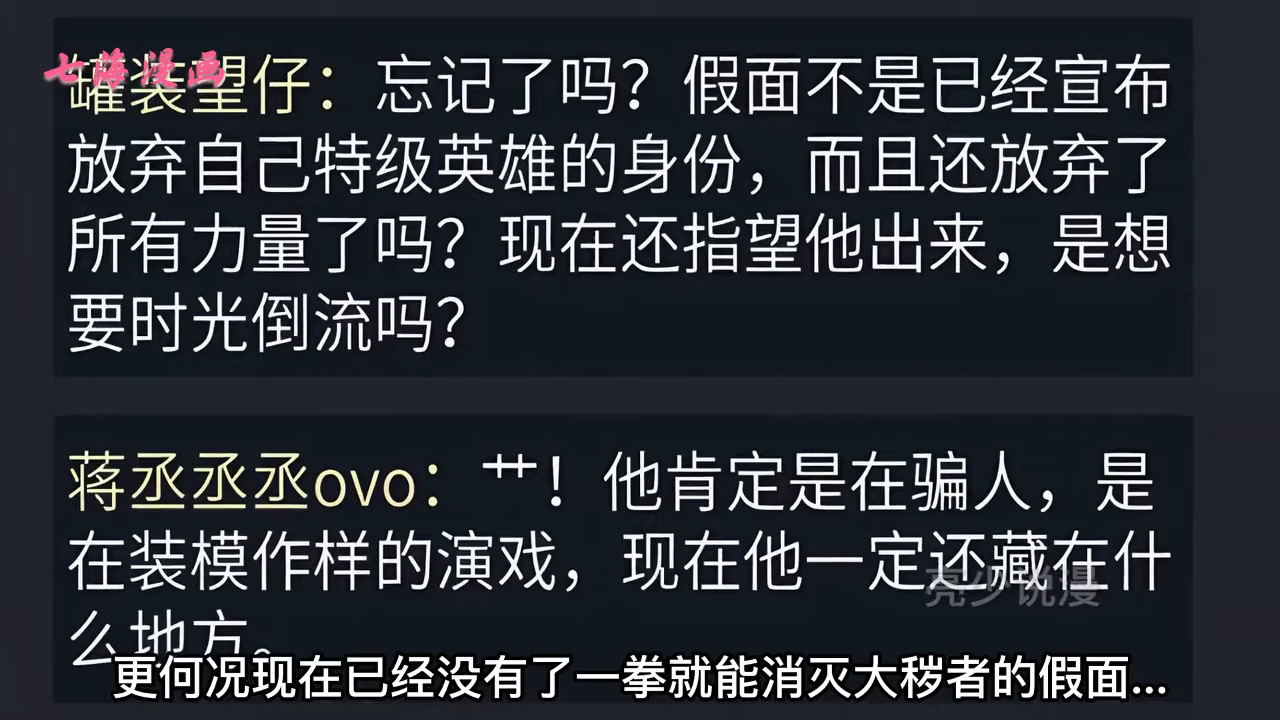 七海漫画
罐装望仔：忘记了吗？假面不是已经宣布
放弃自己特级英雄的身份，而且还放弃了
所有力量了吗？现在还指望他出来，是想
要时光倒流吗？
蒋丞丞丞ovo：艹！他肯定是在骗人，是
在装模作样的演戏，现在他一定还藏在什
么地方。
亮少说漫
更何况现在已经没有了一拳就能消灭大秽者的假面...